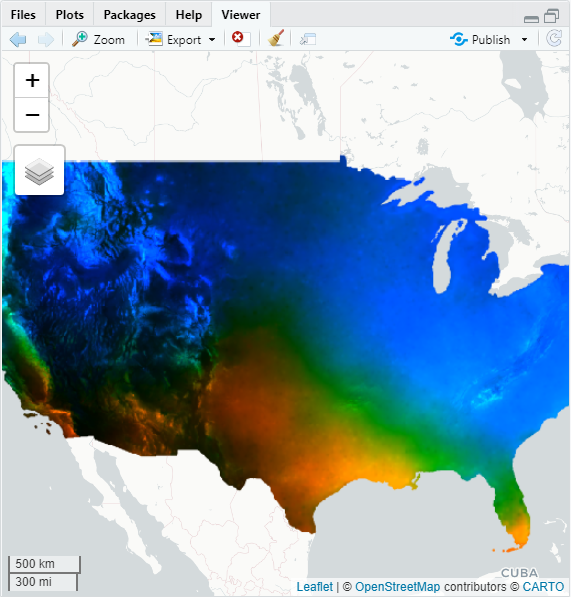 Files Plots Packages Help Viewer
Zoom Export Publish
+
−
500 km
300 mi
CUBA
Leaflet | © OpenStreetMap contributors © CARTO